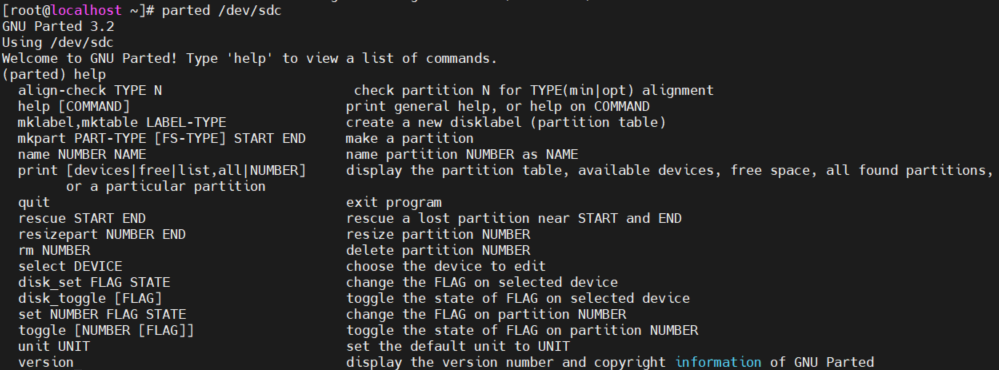 [root@localhost ~]# parted /dev/sdc
GNU Parted 3.2
Using /dev/sdc
Welcome to GNU Parted! Type 'help' to view a list of commands.
(parted) help
  align-check TYPE N                       check partition N for TYPE(min|opt) alignment
  help [COMMAND]                          print general help, or help on COMMAND
  mklabel,mktable LABEL-TYPE              create a new disklabel (partition table)
  mkpart PART-TYPE [FS-TYPE] START END    make a partition
  name NUMBER NAME                        name partition NUMBER as NAME
  print [devices|free|list,all|NUMBER]    display the partition table, available devices, free space, all found partitions,
        or a particular partition
  quit                                    exit program
  rescue START END                        rescue a lost partition near START and END
  resizepart NUMBER END                   resize partition NUMBER
  rm NUMBER                               delete partition NUMBER
  select DEVICE                           choose the device to edit
  disk_set FLAG STATE                     change the FLAG on selected device
  disk_toggle [FLAG]                      toggle the state of FLAG on selected device
  set NUMBER FLAG STATE                   change the FLAG on partition NUMBER
  toggle [NUMBER [FLAG]]                  toggle the state of FLAG on partition NUMBER
  unit UNIT                               set the default unit to UNIT
  version                                 display the version number and copyright information of GNU Parted